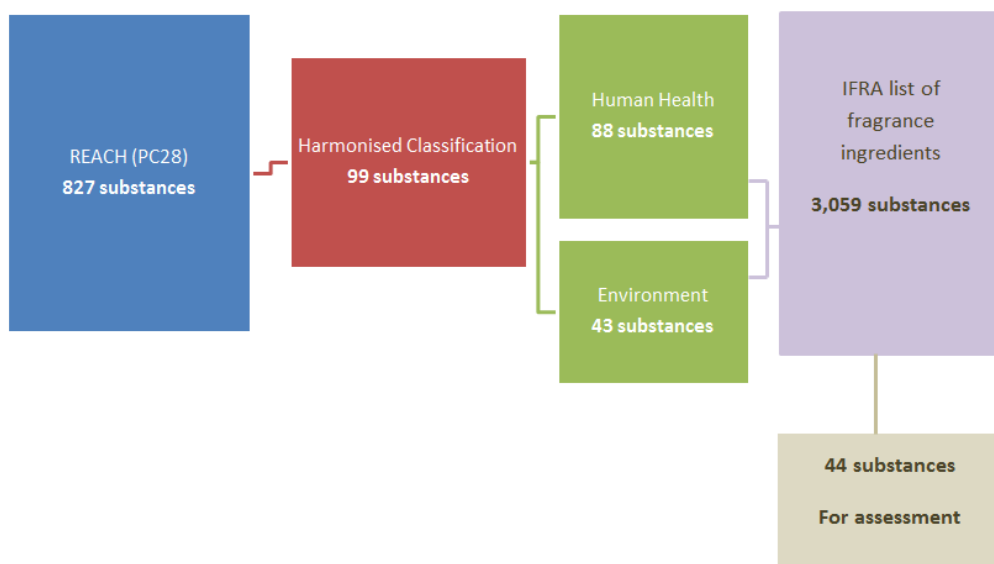 REACH (PC28)
827 substances
Harmonised Classification
99 substances
Human Health
88 substances
Environment
43 substances
IFRA list of
fragrance
ingredients
3,059 substances
44 substances
For assessment